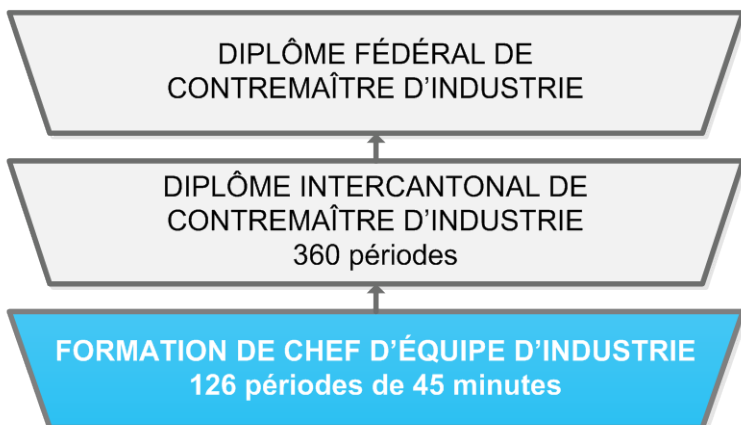 DIPLÔME FÉDÉRAL DE
CONTREMAÎTRE D'INDUSTRIE
DIPLÔME INTERCANTONAL DE
CONTREMAÎTRE D'INDUSTRIE
360 périodes
FORMATION DE CHEF D'ÉQUIPE D'INDUSTRIE
126 périodes de 45 minutes